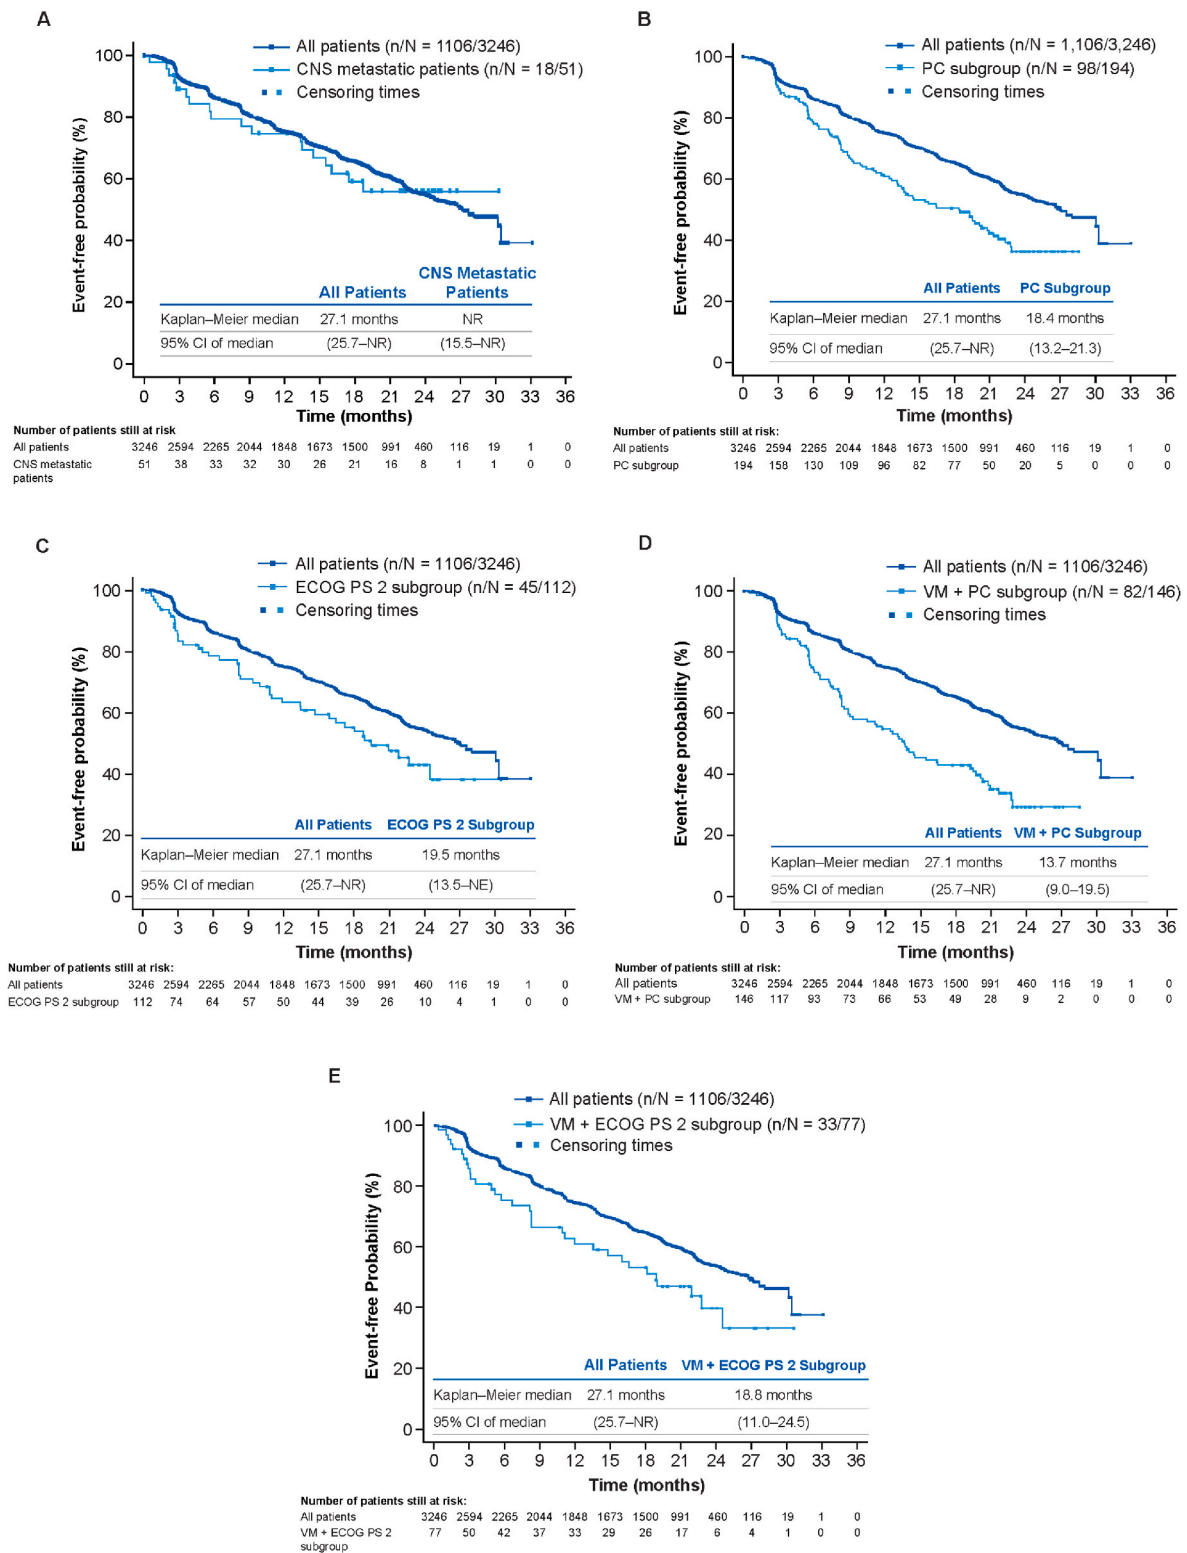 A
All patients (n/N = 1106/3246)
CNS metastatic patients (n/N = 18/51)
Censoring times
Event-free probability (%)
100
80
60
40
20
0
CNS Metastatic
All Patients Patients
Kaplan–Meier median 27.1 months NR
95% CI of median (25.7–NR) (15.5–NR)
0 3 6 9 12 15 18 21 24 27 30 33 36
Time (months)
Number of patients still at risk
All patients 3246 2594 2265 2044 1848 1673 1500 991 460 116 19 1 0
CNS metastatic 51 38 33 32 30 26 21 16 8 1 1 0 0
patients
B
All patients (n/N = 1,106/3,246)
PC subgroup (n/N = 98/194)
Censoring times
Event-free probability (%)
100
80
60
40
20
0
All Patients PC Subgroup
Kaplan–Meier median 27.1 months 18.4 months
95% CI of median (25.7–NR) (13.2–21.3)
0 3 6 9 12 15 18 21 24 27 30 33 36
Time (months)
Number of patients still at risk:
All patients 3246 2594 2265 2044 1848 1673 1500 991 460 116 19 1 0
PC subgroup 194 158 130 109 96 82 77 50 20 5 0 0 0
C
All patients (n/N = 1106/3246)
ECOG PS 2 subgroup (n/N = 45/112)
Censoring times
Event-free probability (%)
100
80
60
40
20
0
All Patients ECOG PS 2 Subgroup
Kaplan–Meier median 27.1 months 19.5 months
95% CI of median (25.7–NR) (13.5–NE)
0 3 6 9 12 15 18 21 24 27 30 33 36
Time (months)
Number of patients still at risk:
All patients 3246 2594 2265 2044 1848 1673 1500 991 460 116 19 1 0
ECOG PS 2 subgroup 112 74 64 57 50 44 39 26 10 4 1 0 0
D
All patients (n/N = 1106/3246)
VM + PC subgroup (n/N = 82/146)
Censoring times
Event-free probability (%)
100
80
60
40
20
0
All Patients VM + PC Subgroup
Kaplan–Meier median 27.1 months 13.7 months
95% CI of median (25.7–NR) (9.0–19.5)
0 3 6 9 12 15 18 21 24 27 30 33 36
Time (months)
Number of patients still at risk:
All patients 3246 2594 2265 2044 1848 1673 1500 991 460 116 19 1 0
VM + PC subgroup 146 117 93 73 66 53 49 28 9 2 0 0 0
E
All patients (n/N = 1106/3246)
VM + ECOG PS 2 subgroup (n/N = 33/77)
Censoring times
Event-free Probability (%)
100
80
60
40
20
0
All Patients VM + ECOG PS 2 Subgroup
Kaplan–Meier median 27.1 months 18.8 months
95% CI of median (25.7–NR) (11.0–24.5)
0 3 6 9 12 15 18 21 24 27 30 33 36
Time (months)
Number of patients still at risk:
All patients 3246 2594 2265 2044 1848 1673 1500 991 460 116 19 1 0
VM + ECOG PS 2 77 50 42 37 33 29 26 17 6 4 1 0 0
subgroup